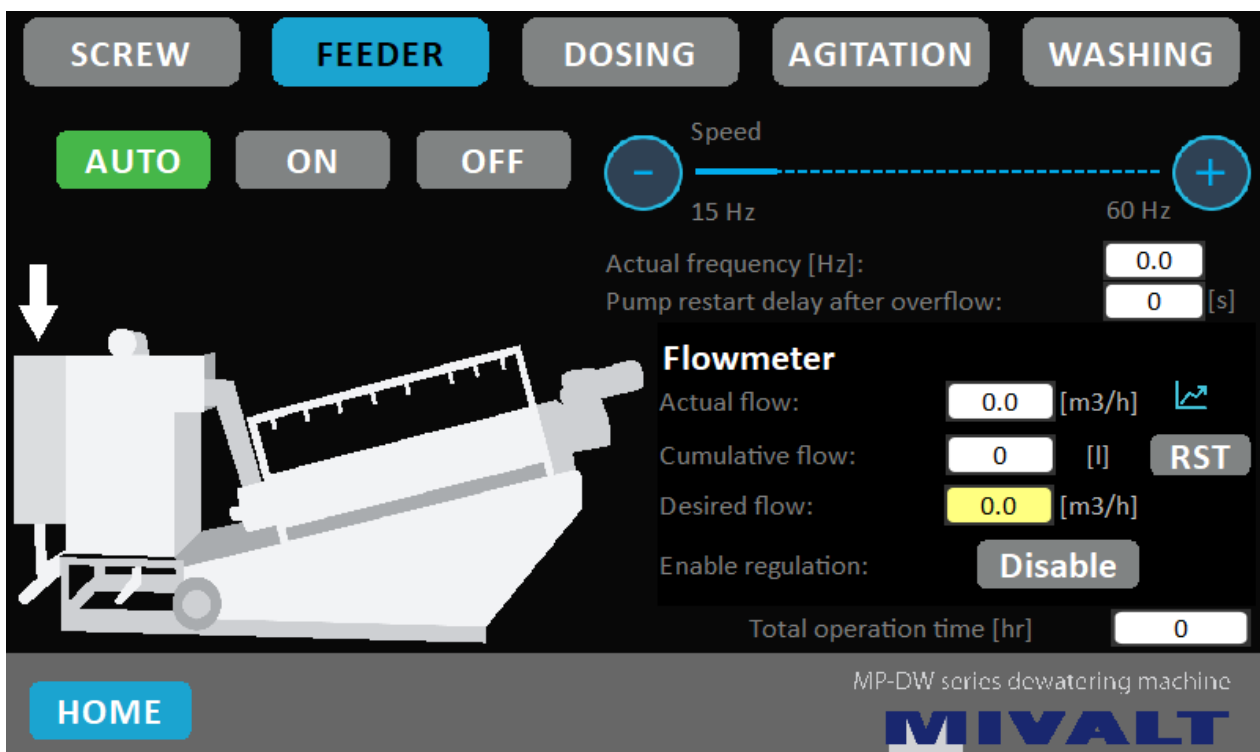 SCREW FEEDER DOSING AGITATION WASHING
AUTO ON OFF
Speed
- +
15 Hz 60 Hz
Actual frequency [Hz]: 0.0
Pump restart delay after overflow: 0 [s]
Flowmeter
Actual flow: 0.0 [m3/h]
Cumulative flow: 0 [l] RST
Desired flow: 0.0 [m3/h]
Enable regulation: Disable
Total operation time [hr] 0
MP-DW series dewatering machine
HOME MIVALT